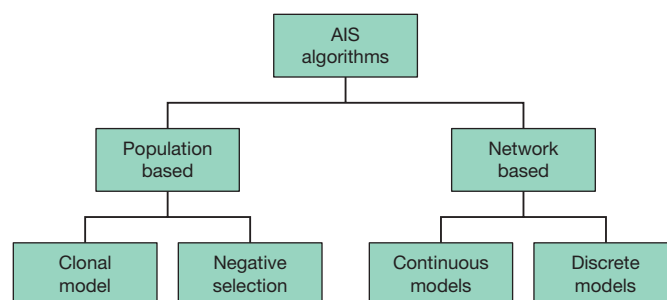 AIS
algorithms
Population
based
Network
based
Clonal
model
Negative
selection
Continuous
models
Discrete
models